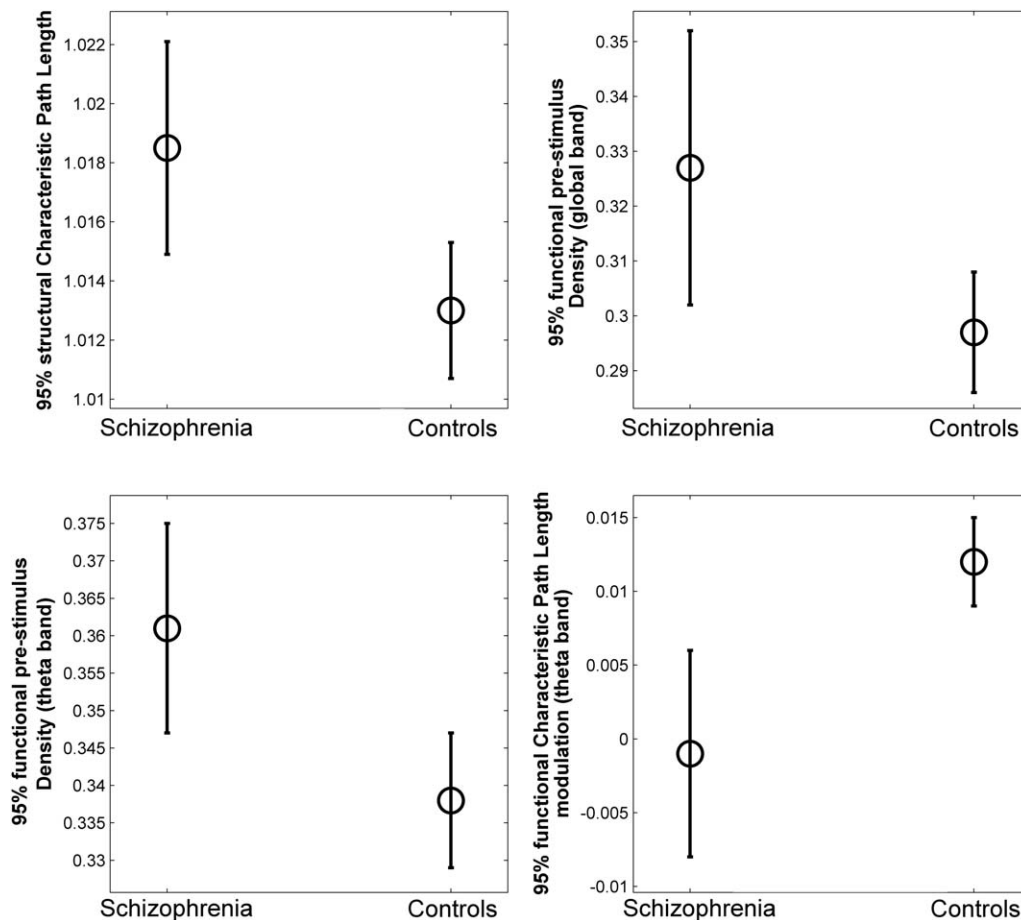 95% structural Characteristic Path Length
1.022
1.02
1.018
1.016
1.014
1.012
1.01
Schizophrenia
Controls
95% functional pre-stimulus
Density (global band)
0.35
0.34
0.33
0.32
0.31
0.3
0.29
Schizophrenia
Controls
95% functional pre-stimulus
Density (theta band)
0.375
0.37
0.365
0.36
0.355
0.35
0.345
0.34
0.335
0.33
Schizophrenia
Controls
95% functional Characteristic Path Length
modulation (theta band)
0.015
0.01
0.005
0
-0.005
-0.01
Schizophrenia
Controls